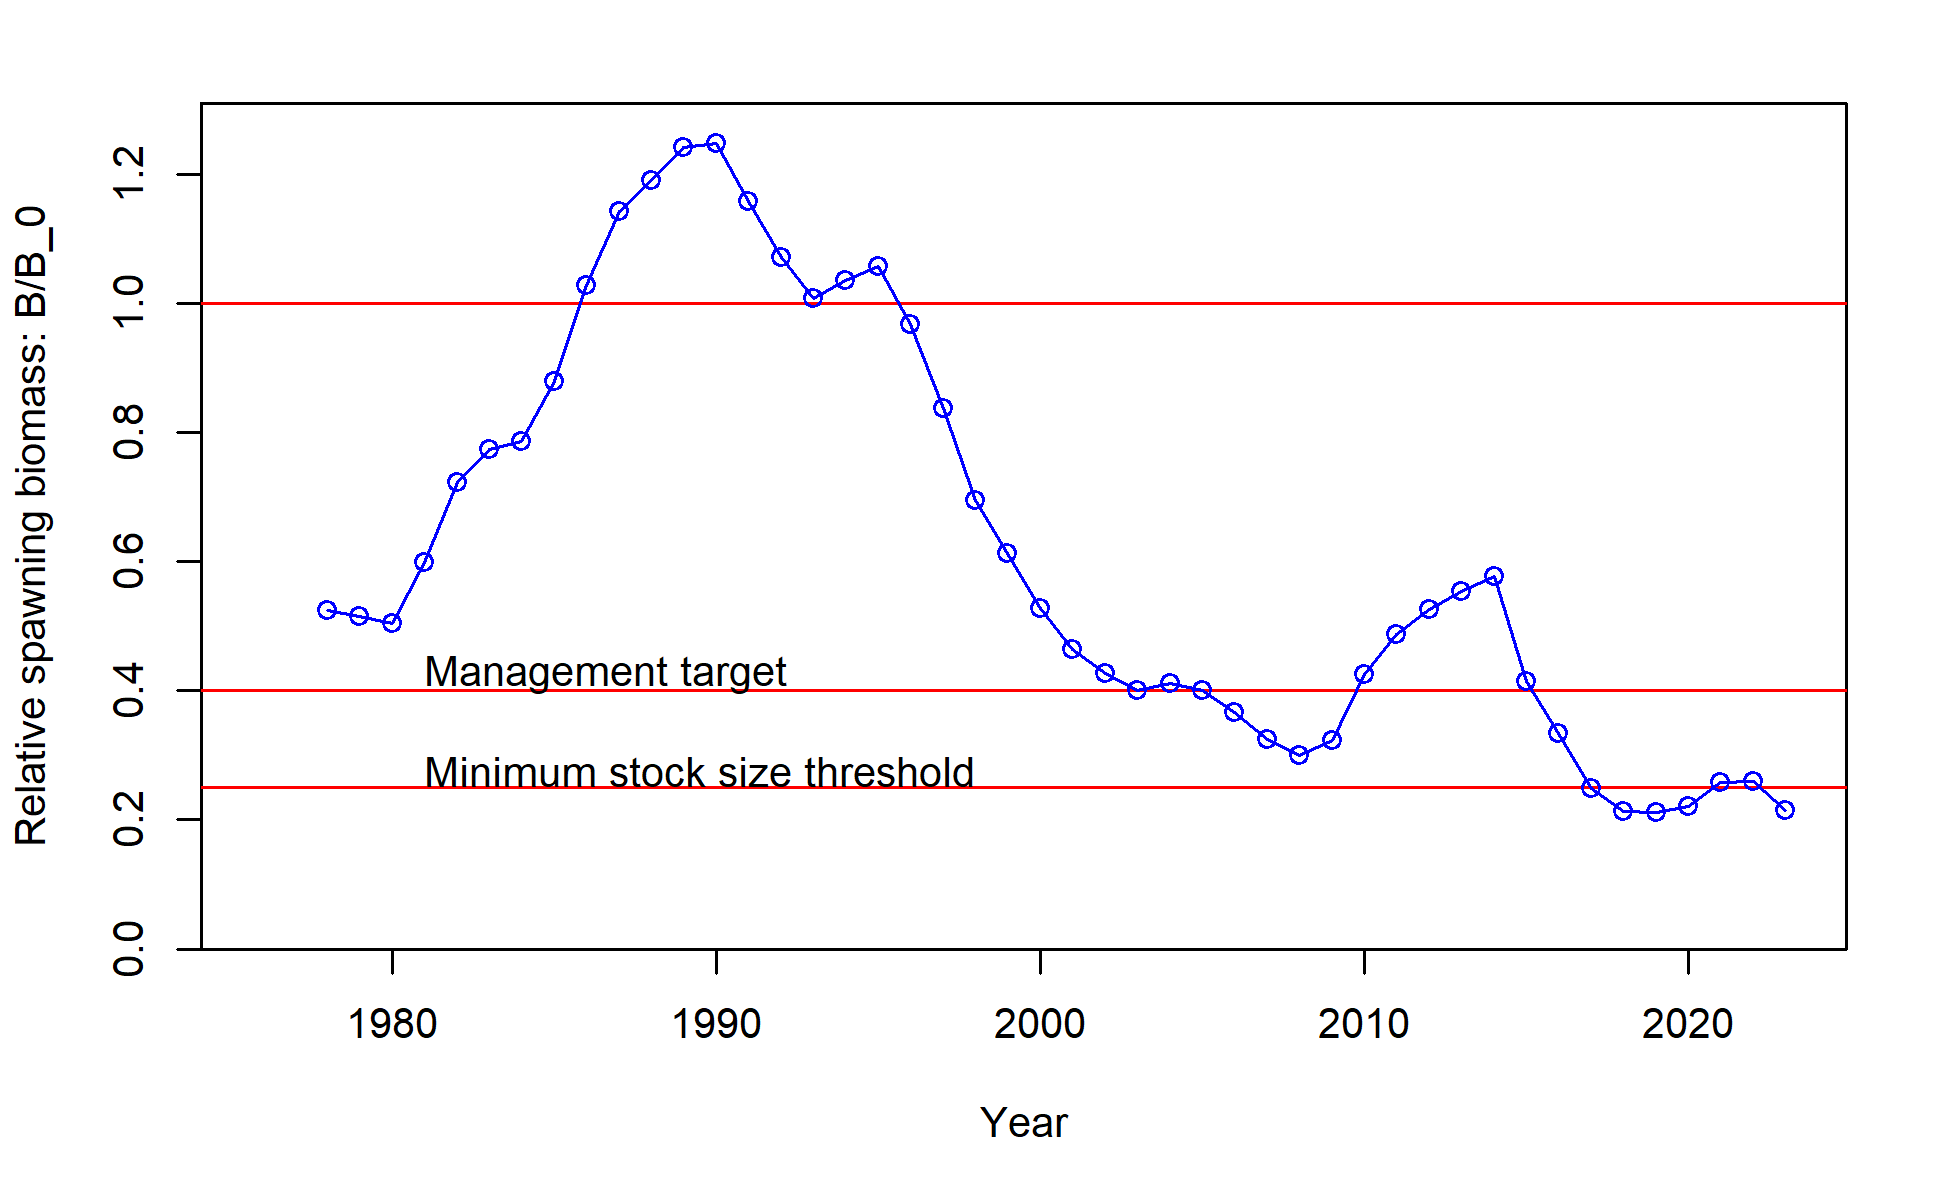 Relative spawning biomass: B/B_0
1.2
1.0
0.8
0.6
0.4
0.2
0.0
Management target
Minimum stock size threshold
1980 1990 2000 2010 2020
Year